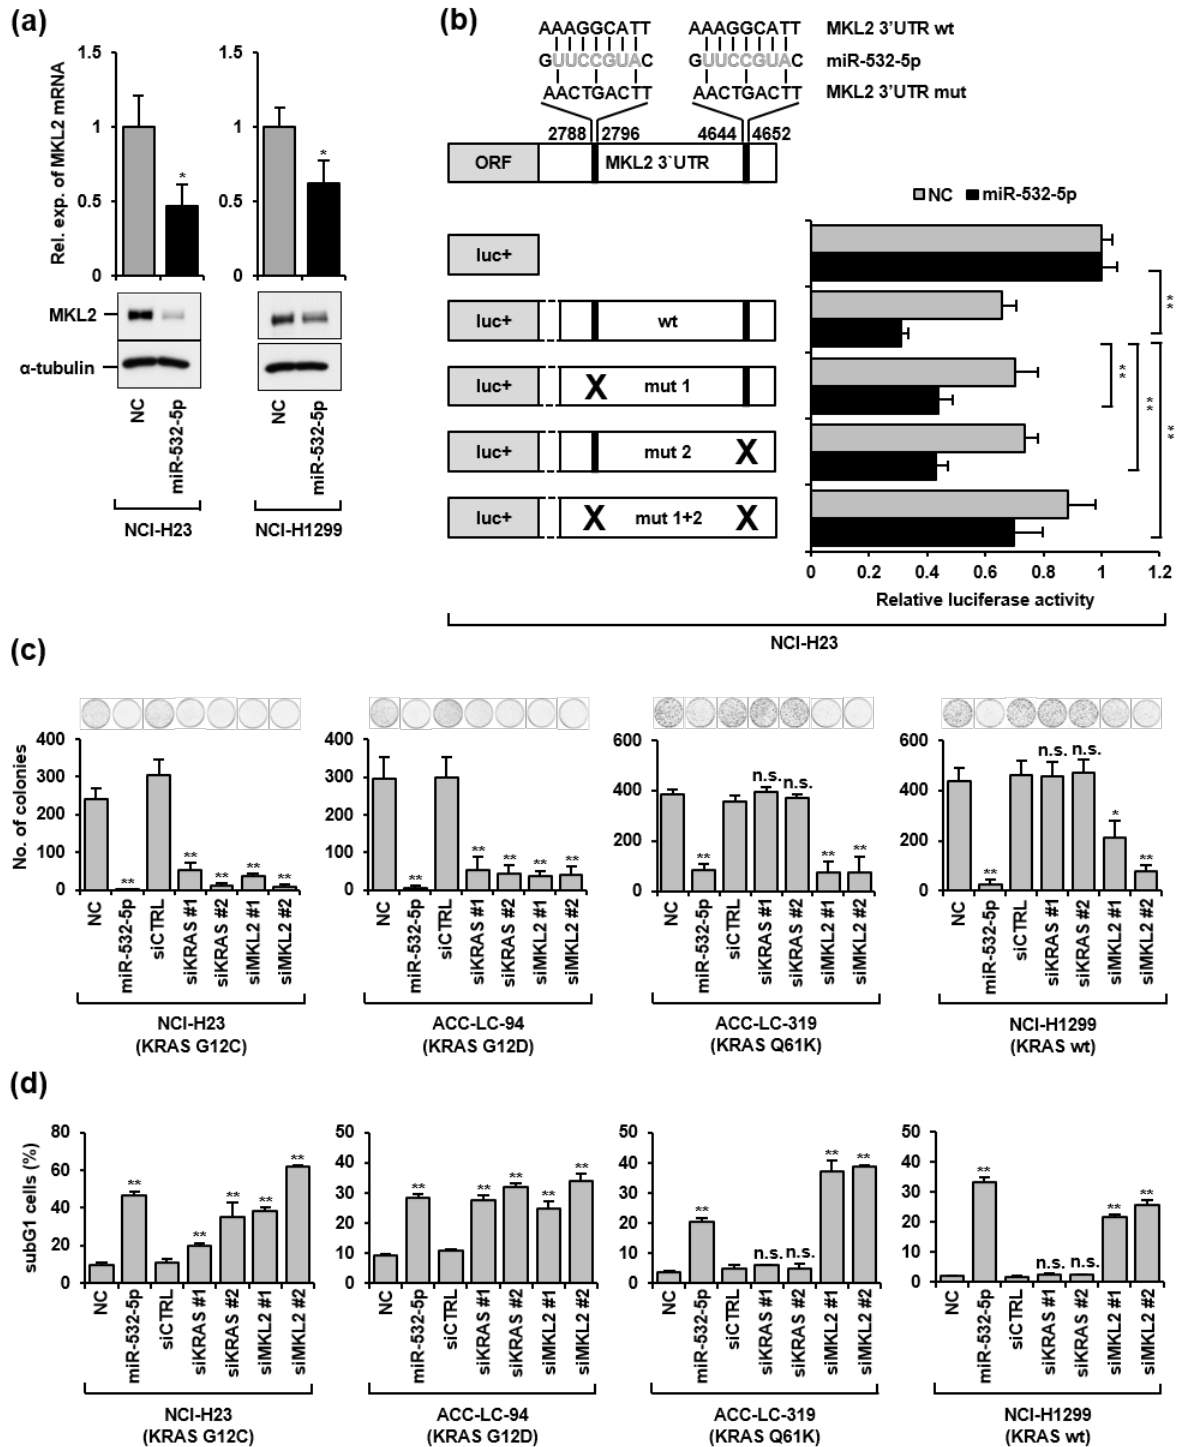 (a)
1.5
1
0.5
0
Rel. exp. of MKL2 mRNA
*
1.5
1
0.5
0
*
MKL2
α-tubulin
NC
miR-532-5p
NC
miR-532-5p
NCI-H23
NCI-H1299
(b)
AAAGGCATT AAAGGCATT MKL2 3'UTR wt
GUUCCGUAC GUUCCGUAC miR-532-5p
AACTGACTT AACTGACTT MKL2 3'UTR mut
2788 2796 4644 4652
ORF MKL2 3`UTR
NC miR-532-5p
luc+
luc+ wt
luc+ mut 1
luc+ mut 2
luc+ mut 1+2
X
X
X X
**
**
**
**
0 0.2 0.4 0.6 0.8 1 1.2
Relative luciferase activity
NCI-H23
(c)
No. of colonies
400
300
200
100
0
** ** ** ** **
NC
miR-532-5p
siCTRL
siKRAS #1
siKRAS #2
siMKL2 #1
siMKL2 #2
NCI-H23
(KRAS G12C)
400
300
200
100
0
** ** ** ** **
NC
miR-532-5p
siCTRL
siKRAS #1
siKRAS #2
siMKL2 #1
siMKL2 #2
ACC-LC-94
(KRAS G12D)
600
400
200
0
** n.s. n.s. ** **
NC
miR-532-5p
siCTRL
siKRAS #1
siKRAS #2
siMKL2 #1
siMKL2 #2
ACC-LC-319
(KRAS Q61K)
600
400
200
0
** n.s. n.s. * **
NC
miR-532-5p
siCTRL
siKRAS #1
siKRAS #2
siMKL2 #1
siMKL2 #2
NCI-H1299
(KRAS wt)
(d)
subG1 cells (%)
80
60
40
20
0
** ** ** ** **
NC
miR-532-5p
siCTRL
siKRAS #1
siKRAS #2
siMKL2 #1
siMKL2 #2
NCI-H23
(KRAS G12C)
50
40
30
20
10
0
** ** ** ** **
NC
miR-532-5p
siCTRL
siKRAS #1
siKRAS #2
siMKL2 #1
siMKL2 #2
ACC-LC-94
(KRAS G12D)
50
40
30
20
10
0
** n.s. n.s. ** **
NC
miR-532-5p
siCTRL
siKRAS #1
siKRAS #2
siMKL2 #1
siMKL2 #2
ACC-LC-319
(KRAS Q61K)
50
40
30
20
10
0
** n.s. n.s. ** **
NC
miR-532-5p
siCTRL
siKRAS #1
siKRAS #2
siMKL2 #1
siMKL2 #2
NCI-H1299
(KRAS wt)